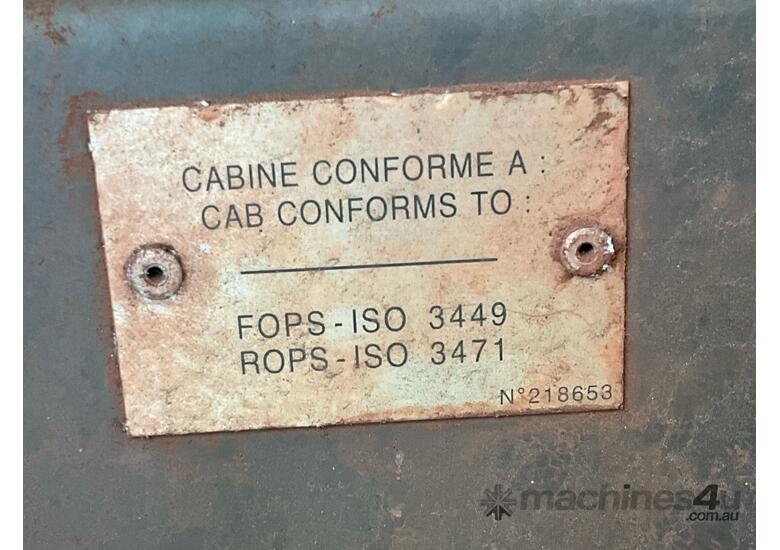 CABINE CONFORME A :
CAB CONFORMS TO :
FOPS - ISO 3449
ROPS - ISO 3471
N°218653
machines4u
.com.au